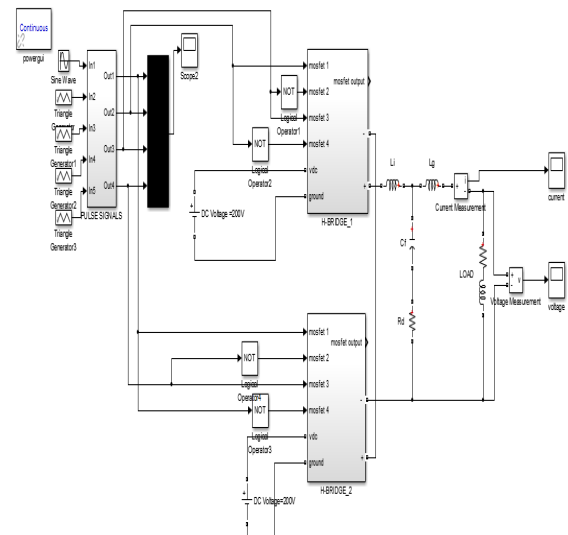 Continuous
powergui
Sine Wave
Triangle
Generator
Triangle
Generator1
Triangle
Generator2
Triangle
Generator3
In1
In2
In3
In4
In5
Out1
Out2
Out3
Out4
PULSE SIGNALS
Scope2
NOT
Logical
Operator1
NOT
Logical
Operator2
DC Voltage =200V
mosfet 1
mosfet 2
mosfet 3
mosfet 4
vdc
ground
mosfet output
-
+
H-BRIDGE_1
Li
Lg
+
-
i
Current Measurement
current
Cf
Rd
LOAD
+
-
v
Voltage Measurement
voltage
NOT
Logical
Operator4
NOT
Logical
Operator3
DC Voltage=200V
mosfet 1
mosfet 2
mosfet 3
mosfet 4
vdc
ground
mosfet output
-
+
H-BRIDGE_2